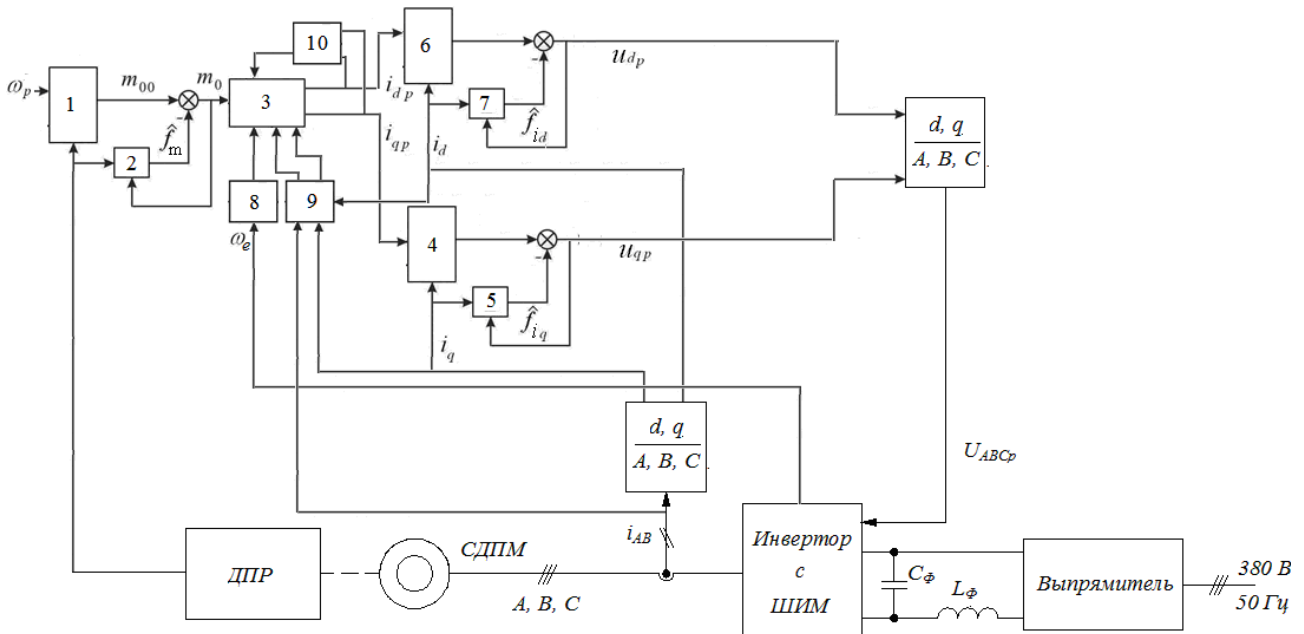 10
6
u_dp
ω_p
m_00
m_0
1
3
i_dp
7
f̂_id
d, q
A, B, C
f̂_m
i_qp
i_d
2
8
9
4
u_qp
ω_e
5
f̂_iq
i_q
d, q
A, B, C
U_ABCp
i_AB
СДПМ
ДПР
A, B, C
Инвертор
с
ШИМ
C_Ф
L_Ф
Выпрямитель
380 В
50 Гц